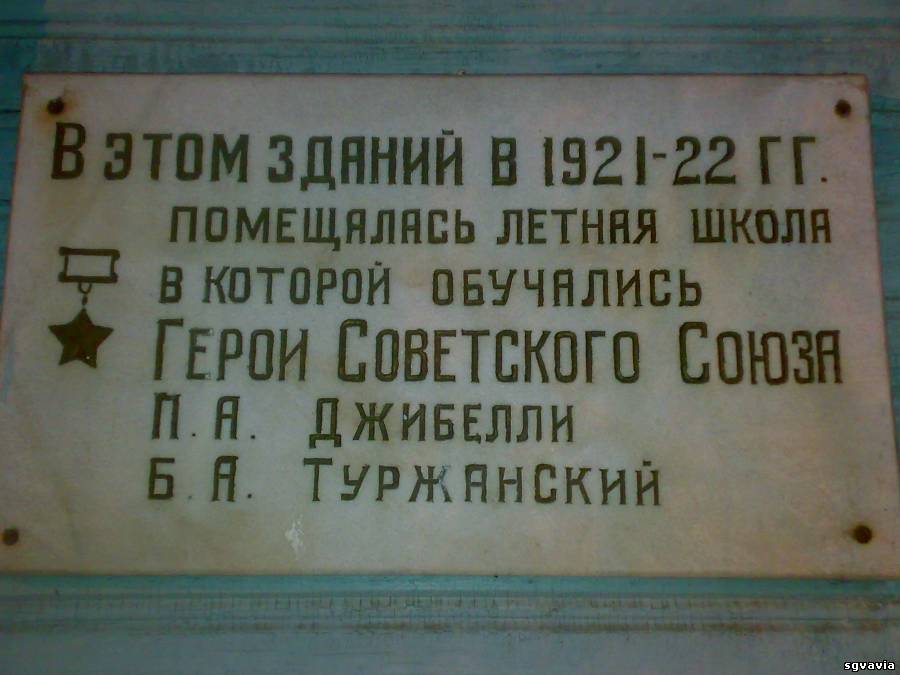 В ЭТОМ ЗДАНИЙ В 1921-22 ГГ.
ПОМЕЩАЛАСЬ ЛЕТНАЯ ШКОЛА
В КОТОРОЙ ОБУЧАЛИСЬ
ГЕРОИ СОВЕТСКОГО СОЮЗА
П. А. ДЖИБЕЛЛИ
Б. А. ТУРЖАНСКИЙ
sgvavia